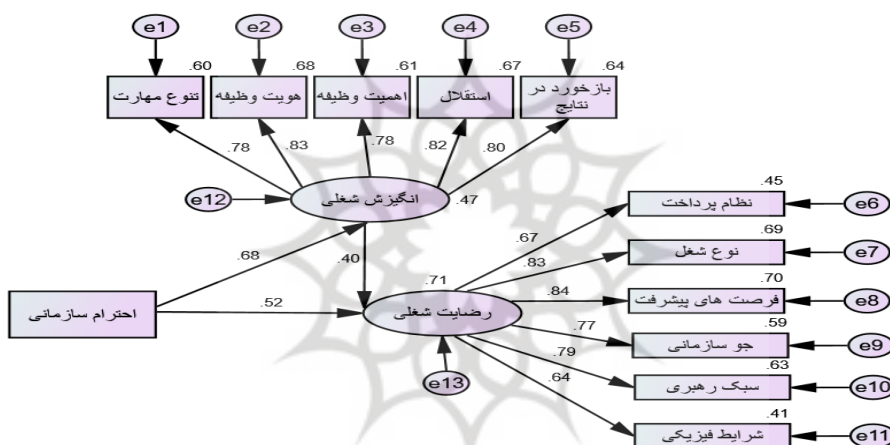 e1
e2
e3
e4
e5
.60
.68
.61
.67
.64
تنوع مهارت
هویت وظیفه
اهمیت وظیفه
استقلال
بازخورد در
نتایج
.78
.83
.78
.82
.80
e12
انگیزش شغلی
.47
.45
نظام پرداخت
e6
.67
.69
نوع شغل
e7
.68
.40
.83
.70
.71
فرصت های پیشرفت
e8
.84
احترام سازمانی
.52
رضایت شغلی
.59
.77
جو سازمانی
e9
.79
.63
سبک رهبری
e10
e13
.64
.41
شرایط فیزیکی
e11